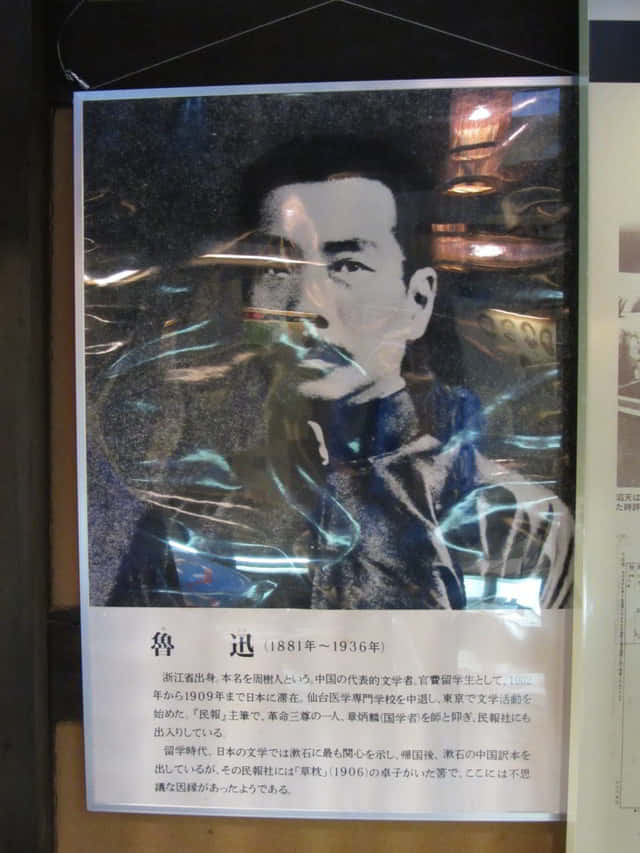 魯 迅 (1881年〜1936年)
浙江省出身。本名を周樹人という。中国の代表的文学者。官費留学生として、1902
年から1909年まで日本に滞在。仙台医学専門学校を中退し、東京で文学活動を
始めた。『民報』主筆で、革命三尊の一人、章炳麟(国学者)を師と仰ぎ、民報社にも
出入りしている。
留学時代、日本の文学では漱石に最も関心を示し、帰国後、漱石の中国訳本を
出しているが、その民報社には「草枕」(1906)の卓子がいた筈で、ここには不思
議な因縁があったようである。
滔天は
た時評